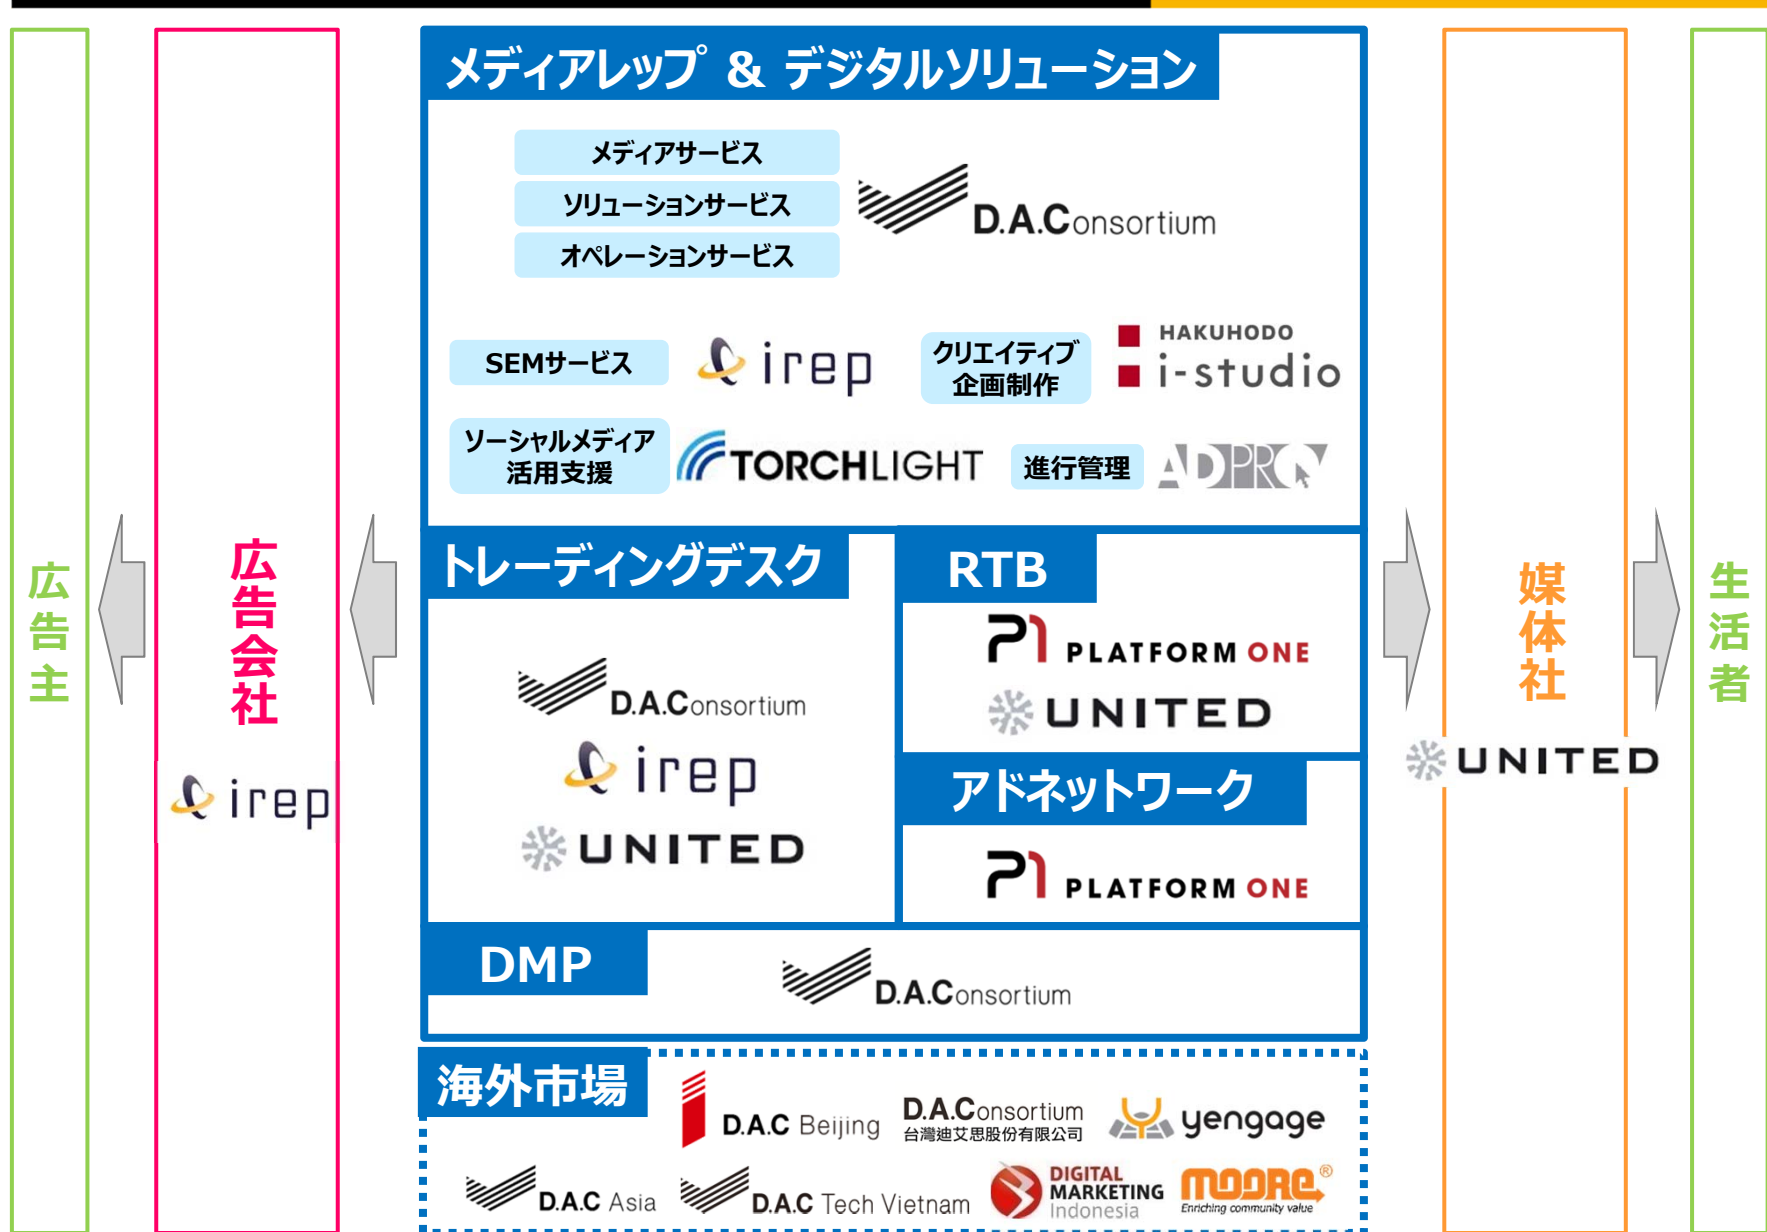 メディアレップ & デジタルソリューション
メディアサービス
ソリューションサービス
オペレーションサービス
D.A.Consortium
SEMサービス
irep
クリエイティブ
企画制作
HAKUHODO
i-studio
ソーシャルメディア
活用支援
TORCHLIGHT
進行管理
ADPRO
広告主
広告会社
irep
トレーディングデスク
D.A.Consortium
irep
UNITED
RTB
P1 PLATFORM ONE
UNITED
アドネットワーク
P1 PLATFORM ONE
媒体社
UNITED
生活者
DMP
D.A.Consortium
海外市場
D.A.C Beijing
D.A.Consortium
台灣迪艾思股份有限公司
yengage
D.A.C Asia
D.A.C Tech Vietnam
DIGITAL
MARKETING
Indonesia
MOORE®
Enriching community value